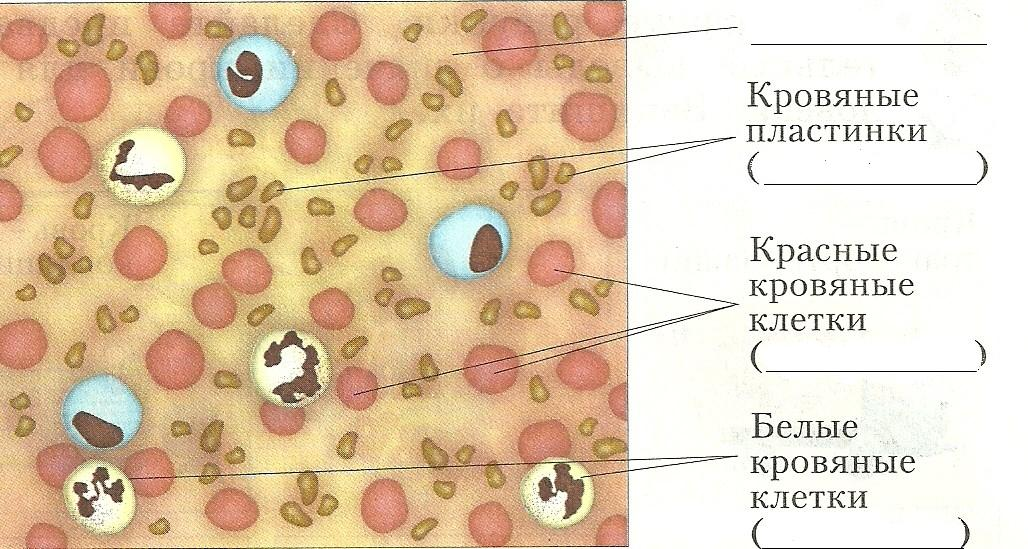 Кровяные
пластинки
(                    )
Красные
кровяные
клетки
(                    )
Белые
кровяные
клетки
(                    )